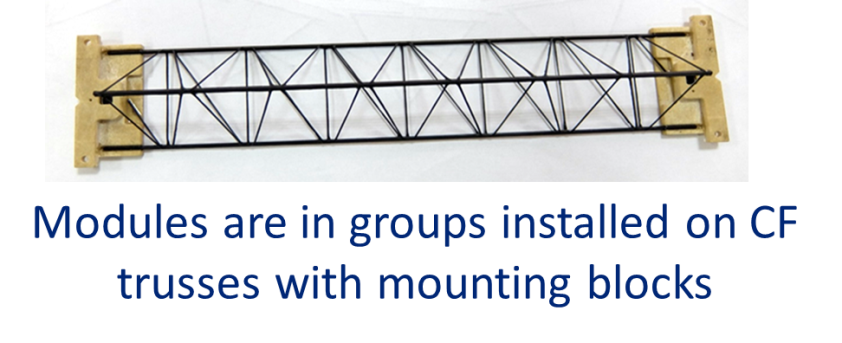 Modules are in groups installed on CF
trusses with mounting blocks